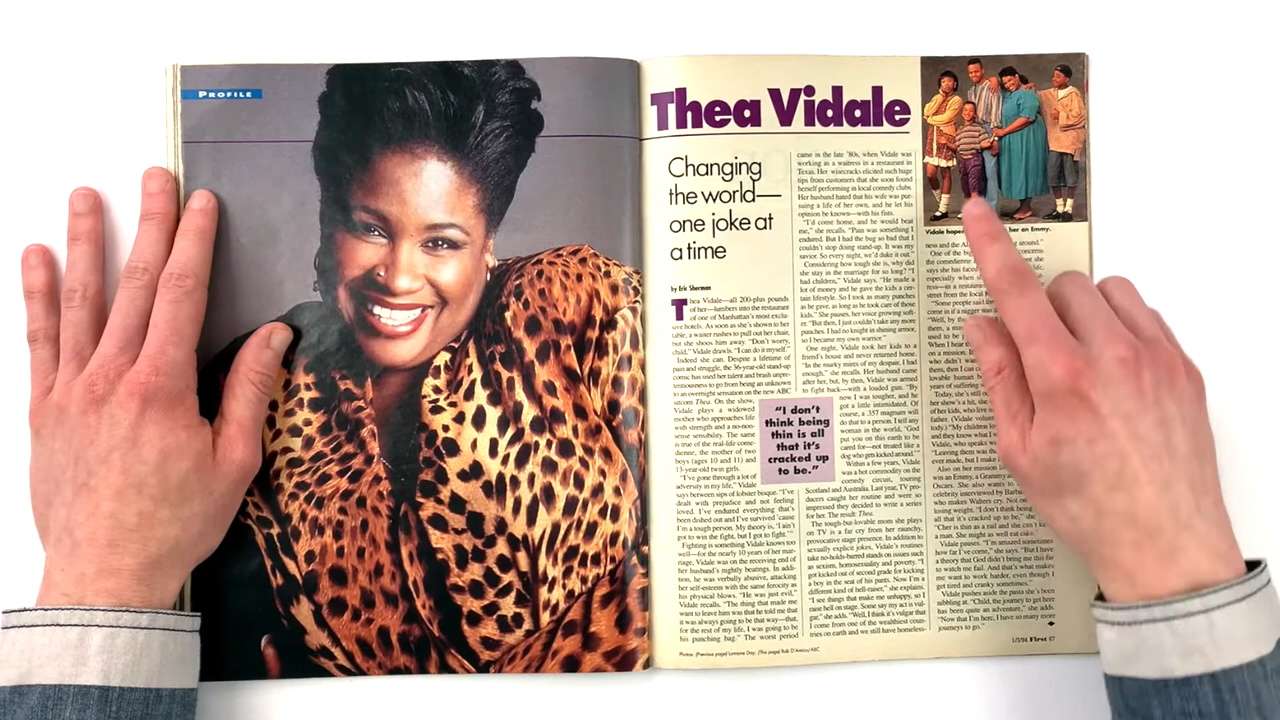 PROFILE
Thea Vidale
Changing
the world—
one joke at
a time
by Eric Sherman
Thea Vidale—all 200-plus pounds
of her—lumbers into the restaurant
of one of Manhattan's most exclu-
sive hotels. As soon as she's shown to her
table, a waiter rushes to pull out her chair,
but she shoos him away. "Don't worry,
child," Vidale drawls. "I can do it myself."
Indeed she can. Despite a lifetime of
pain and struggle, the 36-year-old stand-up
comic has used her talent and brash unpre-
tentiousness to go from being an unknown
to an overnight sensation on the new ABC
sitcom Thea. On the show,
Vidale plays a widowed
mother who approaches life
with strength and a no-non-
sense sensibility. The same
is true of the real-life come-
dienne, the mother of two
boys (ages 10 and 11) and
13-year-old twin girls.
"I've gone through a lot of
adversity in my life," Vidale
says between sips of lobster bisque. "I've
dealt with prejudice and not feeling
loved. I've endured everything that's
been dished out and I've survived 'cause
I'm a tough person. My theory is, 'I ain't
got to win the fight, but I got to fight.'"
Fighting is something Vidale knows too
well—for the nearly 10 years of her mar-
riage, Vidale was on the receiving end of
her husband's nightly beatings. In addi-
tion, he was verbally abusive, attacking
her self-esteem with the same ferocity as
his physical blows. "He was just evil,"
Vidale recalls. "The thing that made me
want to leave him was that he told me that
it was always going to be that way—that,
for the rest of my life, I was going to be
his punching bag." The worst period
came in the late '80s, when Vidale was
working as a waitress in a restaurant in
Texas. Her wisecracks elicited such huge
tips from customers that she soon found
herself performing in local comedy clubs.
Her husband hated that his wife was pur-
suing a life of her own, and he let his
opinion be known—with his fists.
"I'd come home, and he would beat
me," she recalls. "Pain was something I
endured. But I had the bug so bad that I
couldn't stop doing stand-up. It was my
savior. So every night, we'd duke it out."
Considering how tough she is, why did
she stay in the marriage for so long? "I
had children," Vidale says. "He made a
lot of money and he gave the kids a cer-
tain lifestyle. So I took as many punches
as he gave, as long as he took care of those
kids." She pauses, her voice growing soft-
er. "But then, I just couldn't take any more
punches. I had no knight in shining armor,
so I became my own warrior."
One night, Vidale took her kids to a
friend's house and never returned home.
"In the murky mires of my despair, I had
enough," she recalls. Her husband came
after her, but, by then, Vidale was armed
to fight back—with a loaded gun. "By
now I was tougher, and he
got a little intimidated. Of
course, a .357 magnum will
do that to a person. I tell any
woman in the world, 'God
put you on this earth to be
cared for—not treated like a
dog who gets kicked around.'"
Within a few years, Vidale
was a hot commodity on the
comedy circuit, touring
Scotland and Australia. Last year, TV pro-
ducers caught her routine and were so
impressed they decided to write a series
for her. The result: Thea.
The tough-but-lovable mom she plays
on TV is a far cry from her raunchy,
provocative stage presence. In addition to
sexually explicit jokes, Vidale's routines
take no-holds-barred stands on issues such
as sexism, homosexuality and poverty. "I
got kicked out of second grade for kicking
a boy in the seat of his pants. Now I'm a
different kind of hell-raiser," she explains.
"I see things that make me unhappy, so I
raise hell on stage. Some say my act is vul-
gar," she adds. "Well, I think it's vulgar that
I come from one of the wealthiest coun-
tries on earth and we still have homeless-
"I don't
think being
thin is all
that it's
cracked up
to be."
Vidale hopes her an Emmy.
ness and the around."
One of the concerns
the comedienne she
says she has faced life,
especially when
ness—in a
street from the local
"Some people said
come in if a nigger was
"Well, by
them, a
used to be
When I hear
on a mission. I
who didn't want
them, then I can
lovable human
years of suffering
Today, she's still
her show's a hit, she
of her kids, who live
(Vidale
tody.) "My children
and they know what I
Vidale, who speaks
"Leaving them was the
ever made, but I make
Also on her mission
win an Emmy, a Grammy
Oscars. She also wants to
celebrity interviewed by
who makes Walters cry. Not on
losing weight. "I don't think being
all that it's cracked up to be," she
"Cher is thin as a rail and she can't
a man. She might as well eat
Vidale pauses. "I'm amazed sometimes
how far I've come," she says. "But I have
a theory that God didn't bring me this far
to watch me fail. And that's what makes
me want to work harder, even though I
get tired and cranky sometimes."
Vidale pushes aside the pasta she's been
nibbling at. "Child, the journey to get here
has been quite an adventure," she adds.
"Now that I'm here, I have so many more
journeys to go."
Photos: (Previous page) Lorraine Day; (This page) Bob D'Amico/ABC
1/3/94 First 67